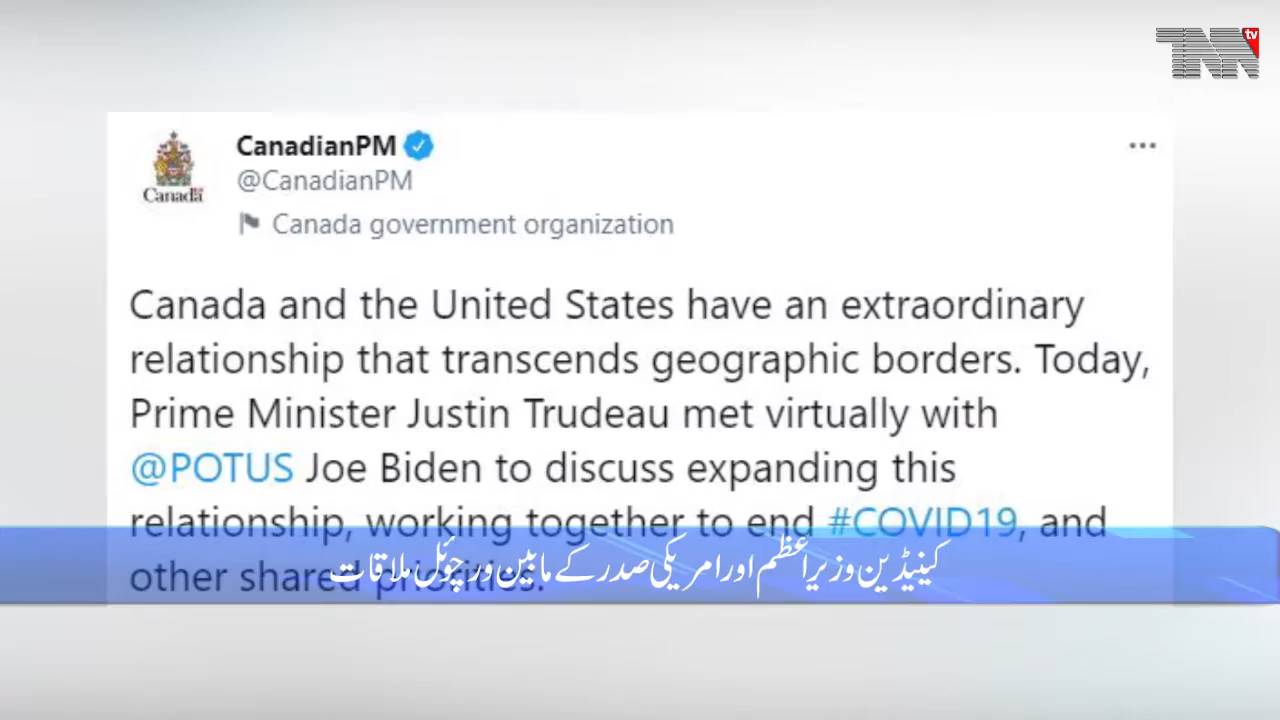 TNN tv
CanadianPM
@CanadianPM
Canada
Canada government organization
Canada and the United States have an extraordinary
relationship that transcends geographic borders. Today,
Prime Minister Justin Trudeau met virtually with
@POTUS Joe Biden to discuss expanding this
relationship, working together to end #COVID19, and
other shared priorities.
کینیڈین وزیراعظم اور امریکی صدر کے مابین ورچوئل ملاقات